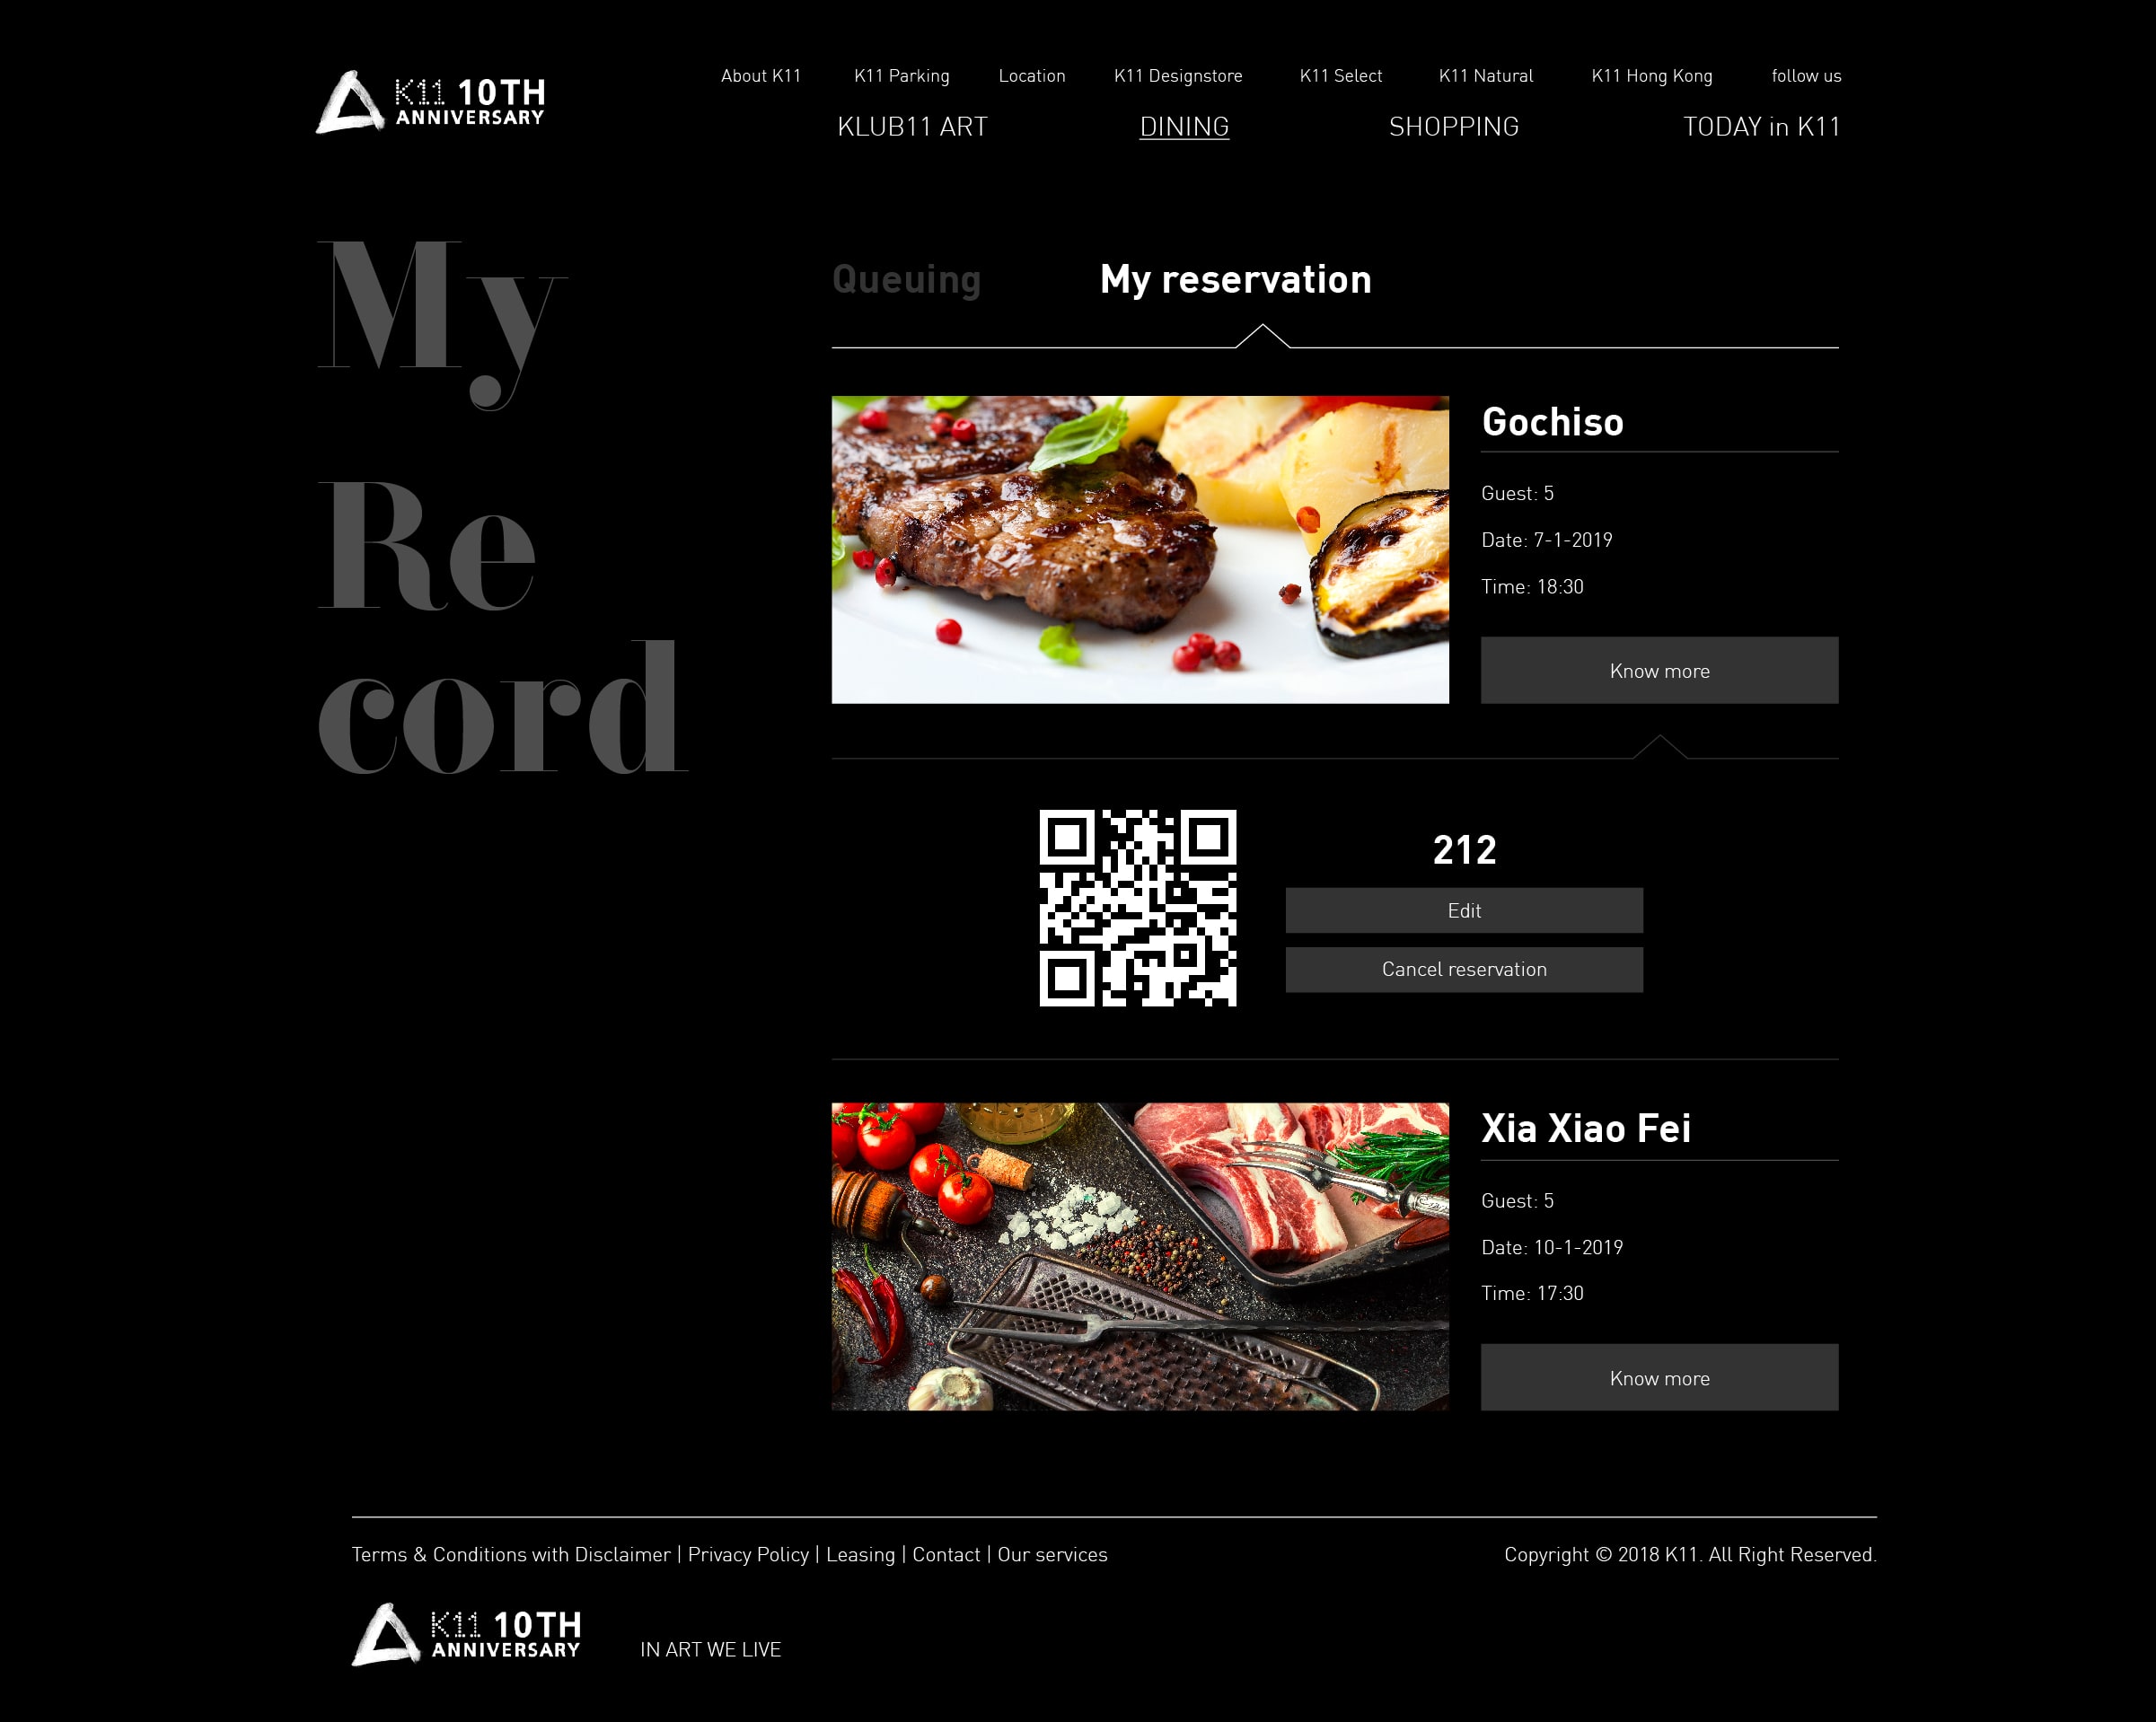 K11 10TH
ANNIVERSARY
About K11 K11 Parking Location K11 Designstore K11 Select K11 Natural K11 Hong Kong follow us
KLUB11 ART DINING SHOPPING TODAY in K11
My
Re
cord
Queuing My reservation
Gochiso
Guest: 5
Date: 7-1-2019
Time: 18:30
Know more
212
Edit
Cancel reservation
Xia Xiao Fei
Guest: 5
Date: 10-1-2019
Time: 17:30
Know more
Terms & Conditions with Disclaimer | Privacy Policy | Leasing | Contact | Our services
Copyright © 2018 K11. All Right Reserved.
K11 10TH
ANNIVERSARY
IN ART WE LIVE